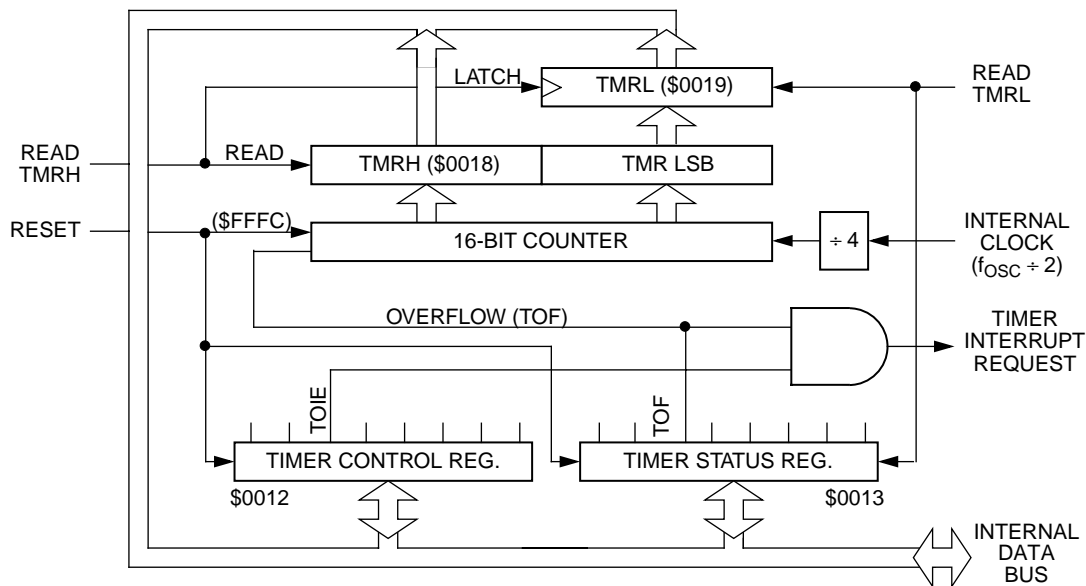 LATCH
TMRL ($0019)
READ
TMRL
READ
TMRH
READ
TMRH ($0018)
TMR LSB
RESET
($FFFC)
16-BIT COUNTER
÷ 4
INTERNAL
CLOCK
(fOSC ÷ 2)
OVERFLOW (TOF)
TIMER
INTERRUPT
REQUEST
TOIE
TOF
TIMER CONTROL REG.
TIMER STATUS REG.
$0012
$0013
INTERNAL
DATA
BUS